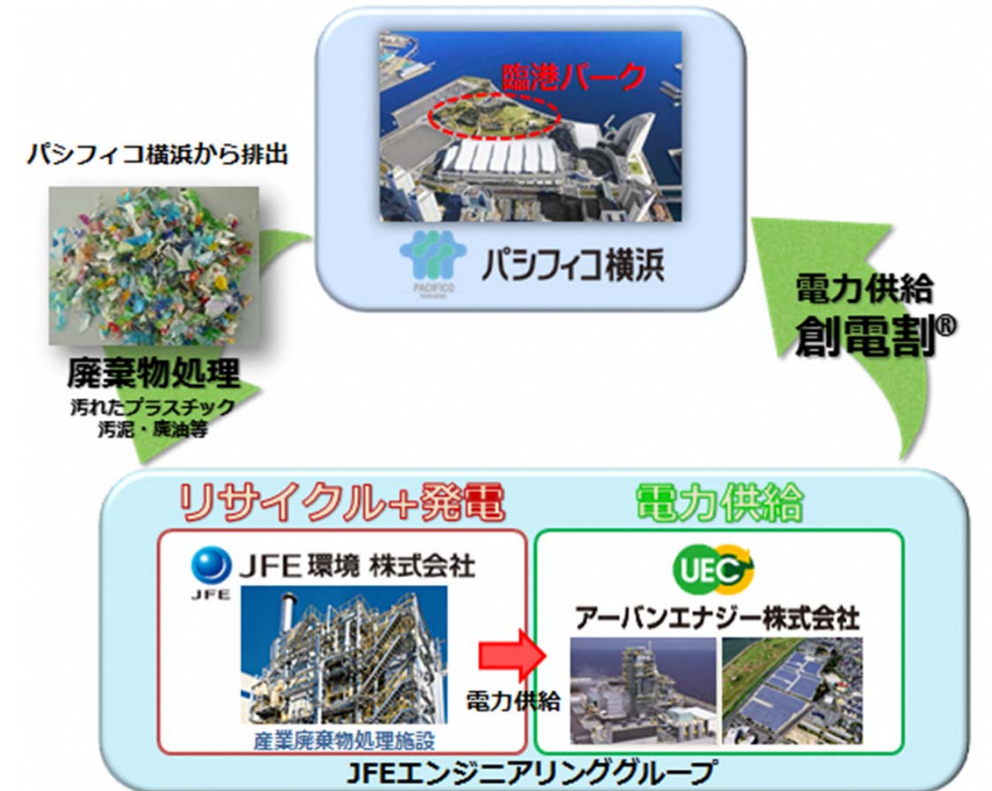 臨港パーク
パシフィコ横浜から排出
PACIFICO
パシフィコ横浜
電力供給
創電割®
廃棄物処理
汚れたプラスチック
汚泥・廃油等
リサイクル+発電
電力供給
JFE 環境 株式会社
JFE
UEC
アーバンエナジー株式会社
電力供給
産業廃棄物処理施設
JFEエンジニアリンググループ